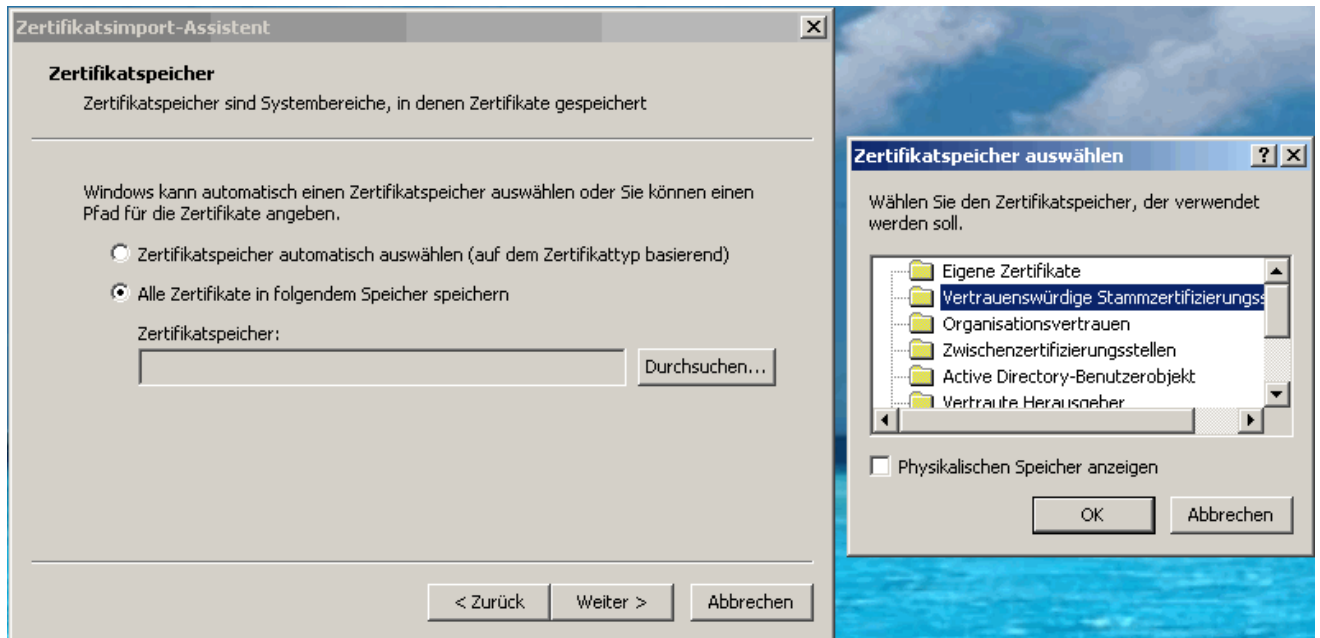 Zertifikatsimport-Assistent
Zertifikatspeicher
Zertifikatspeicher sind Systembereiche, in denen Zertifikate gespeichert
Windows kann automatisch einen Zertifikatspeicher auswählen oder Sie können einen
Pfad für die Zertifikate angeben.
Zertifikatspeicher automatisch auswählen (auf dem Zertifikattyp basierend)
Alle Zertifikate in folgendem Speicher speichern
Zertifikatspeicher:
Durchsuchen...
< Zurück
Weiter >
Abbrechen
Zertifikatspeicher auswählen
Wählen Sie den Zertifikatspeicher, der verwendet
werden soll.
Eigene Zertifikate
Vertrauenswürdige Stammzertifizierungss
Organisationsvertrauen
Zwischenzertifizierungsstellen
Active Directory-Benutzerobjekt
Vertraute Herausgeber
Physikalischen Speicher anzeigen
OK
Abbrechen